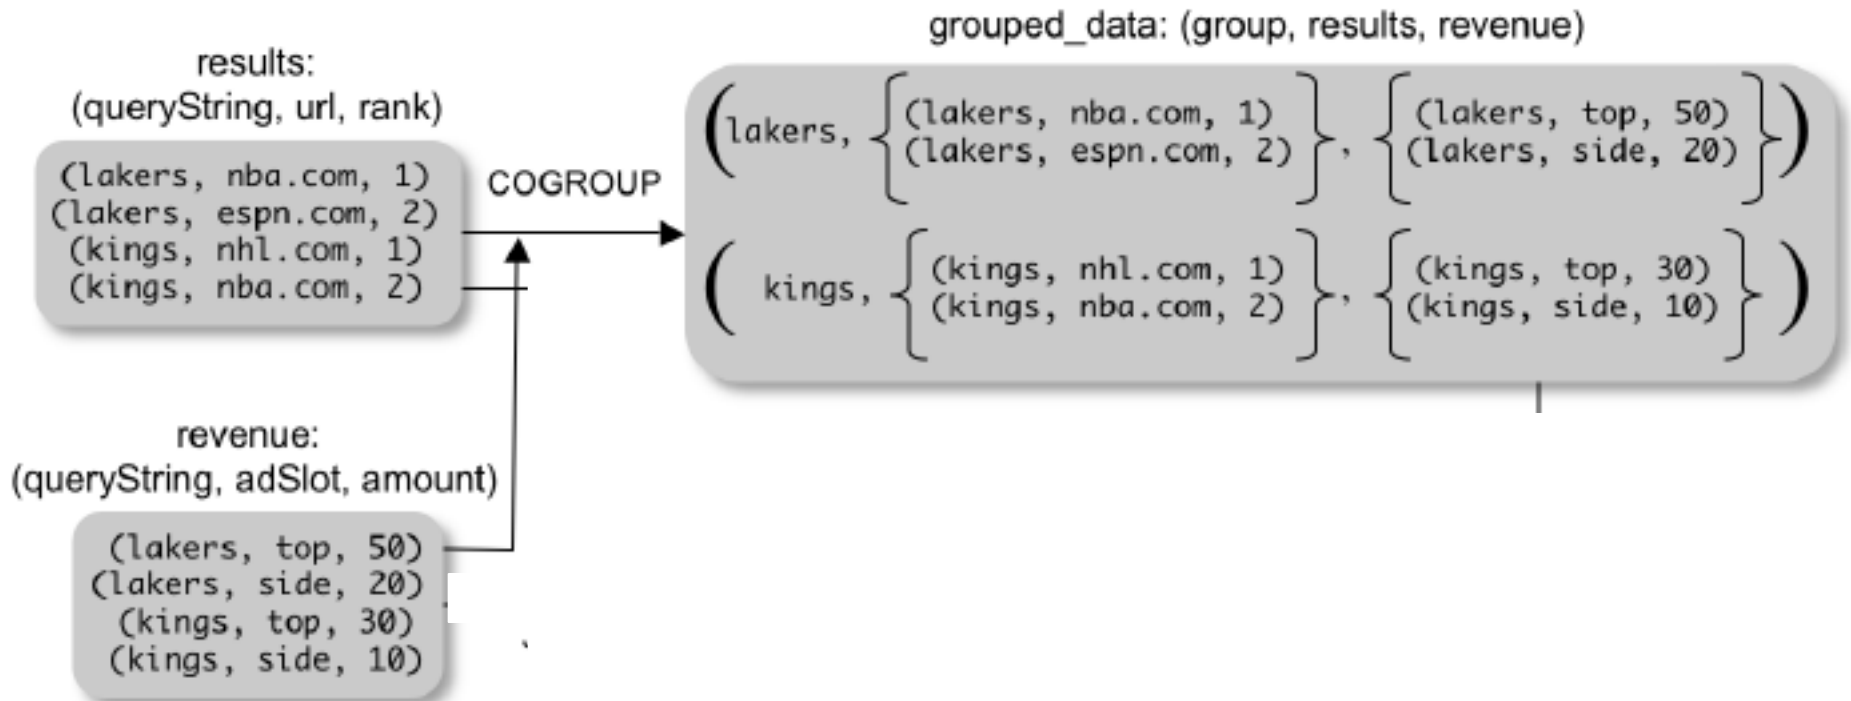 results:
(queryString, url, rank)
(lakers, nba.com, 1)
(lakers, espn.com, 2)
(kings, nhl.com, 1)
(kings, nba.com, 2)
revenue:
(queryString, adSlot, amount)
(lakers, top, 50)
(lakers, side, 20)
(kings, top, 30)
(kings, side, 10)
COGROUP
grouped_data: (group, results, revenue)
(lakers, { (lakers, nba.com, 1) }, { (lakers, top, 50) })
(lakers, espn.com, 2) (lakers, side, 20)
( kings, { (kings, nhl.com, 1) }, { (kings, top, 30) } )
(kings, nba.com, 2) (kings, side, 10)